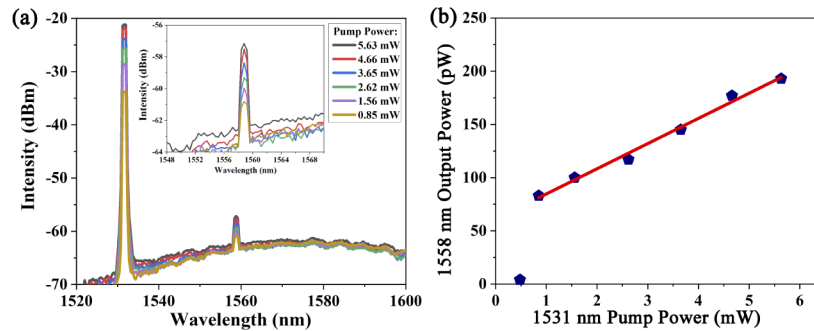 (a)
-20
-30
-40
-50
-60
-70
Intensity (dBm)
1520
1540
1560
1580
1600
Wavelength (nm)
-56
-58
-60
-62
-64
Intensity (dBm)
1548
1552
1556
1560
1564
1568
Wavelength (nm)
Pump Power:
5.63 mW
4.66 mW
3.65 mW
2.62 mW
1.56 mW
0.85 mW
(b)
250
200
150
100
50
0
1558 nm Output Power (pW)
0
1
2
3
4
5
6
1531 nm Pump Power (mW)